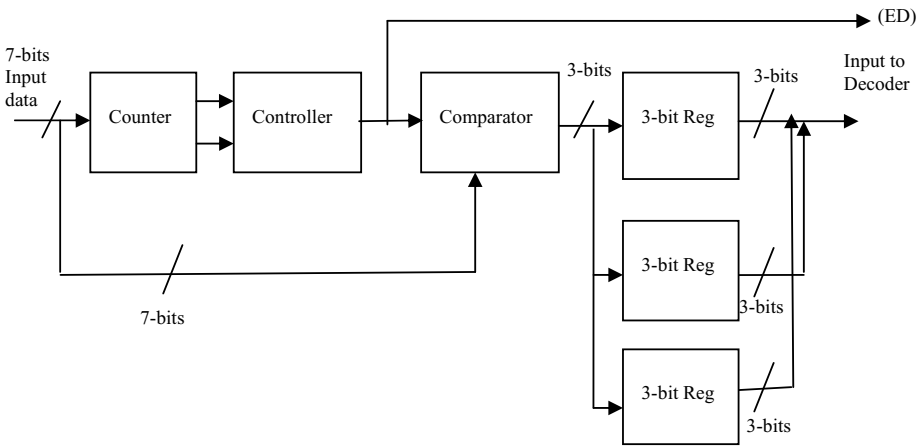 (ED)
7-bits
Input
data
Counter
Controller
Comparator
3-bits
3-bit Reg
3-bits
Input to
Decoder
3-bit Reg
3-bits
7-bits
3-bit Reg
3-bits